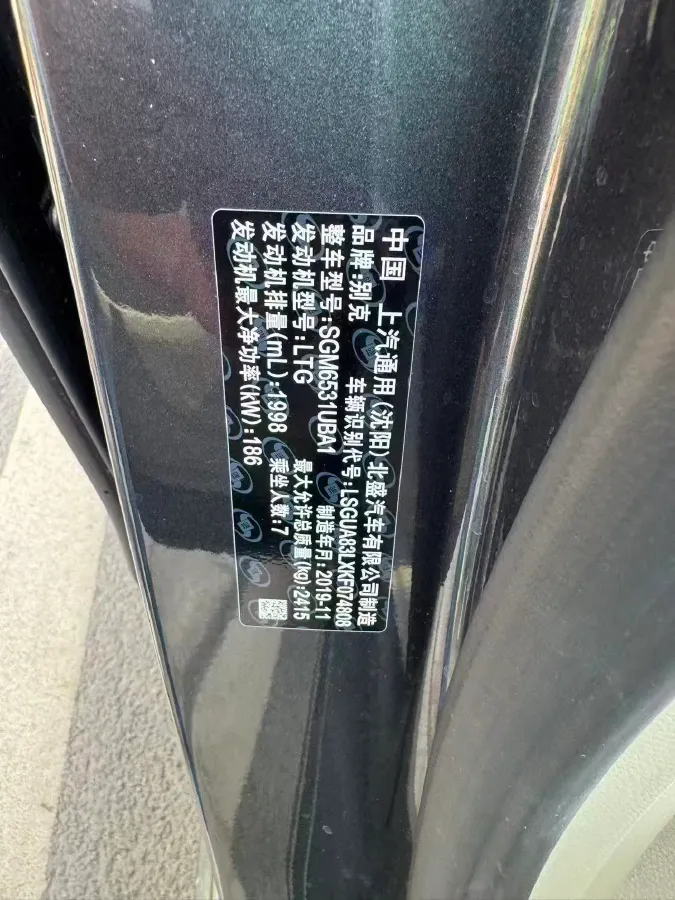 中国 上汽通用(沈阳)北盛汽车有限公司制造
品牌:别克 车辆识别代号:LSGUA83LXKF074808
整车型号:SGM6531UBA1 制造年月:2019-11
发动机型号:LTG 最大允许总质量(kg):2415
发动机排量(mL):1998 乘坐人数:7
发动机最大净功率(kW):186